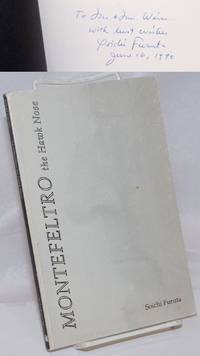 To Mr. & Mrs. Wein
with best wishes
Soichi Furuta
June 16, 1990
MONTEFELTRO the Hawk Nose
Soichi Furuta